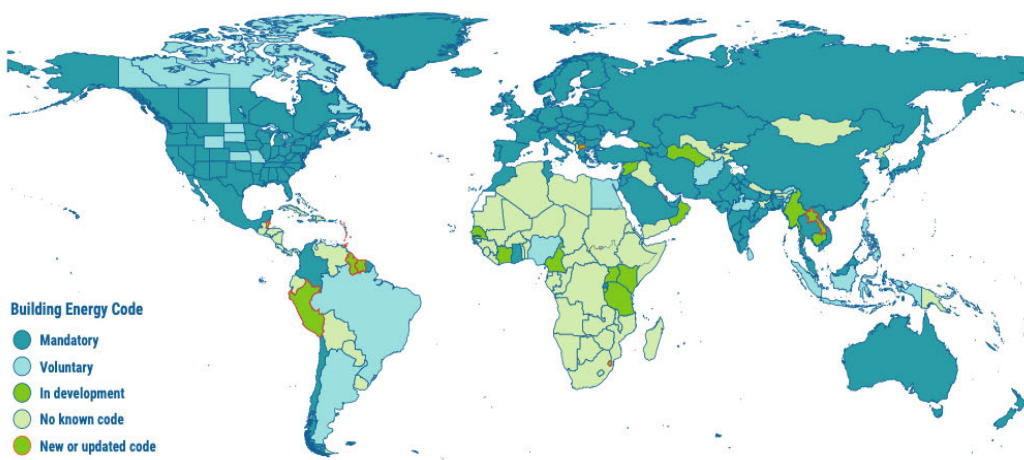 Building Energy Code
Mandatory
Voluntary
In development
No known code
New or updated code